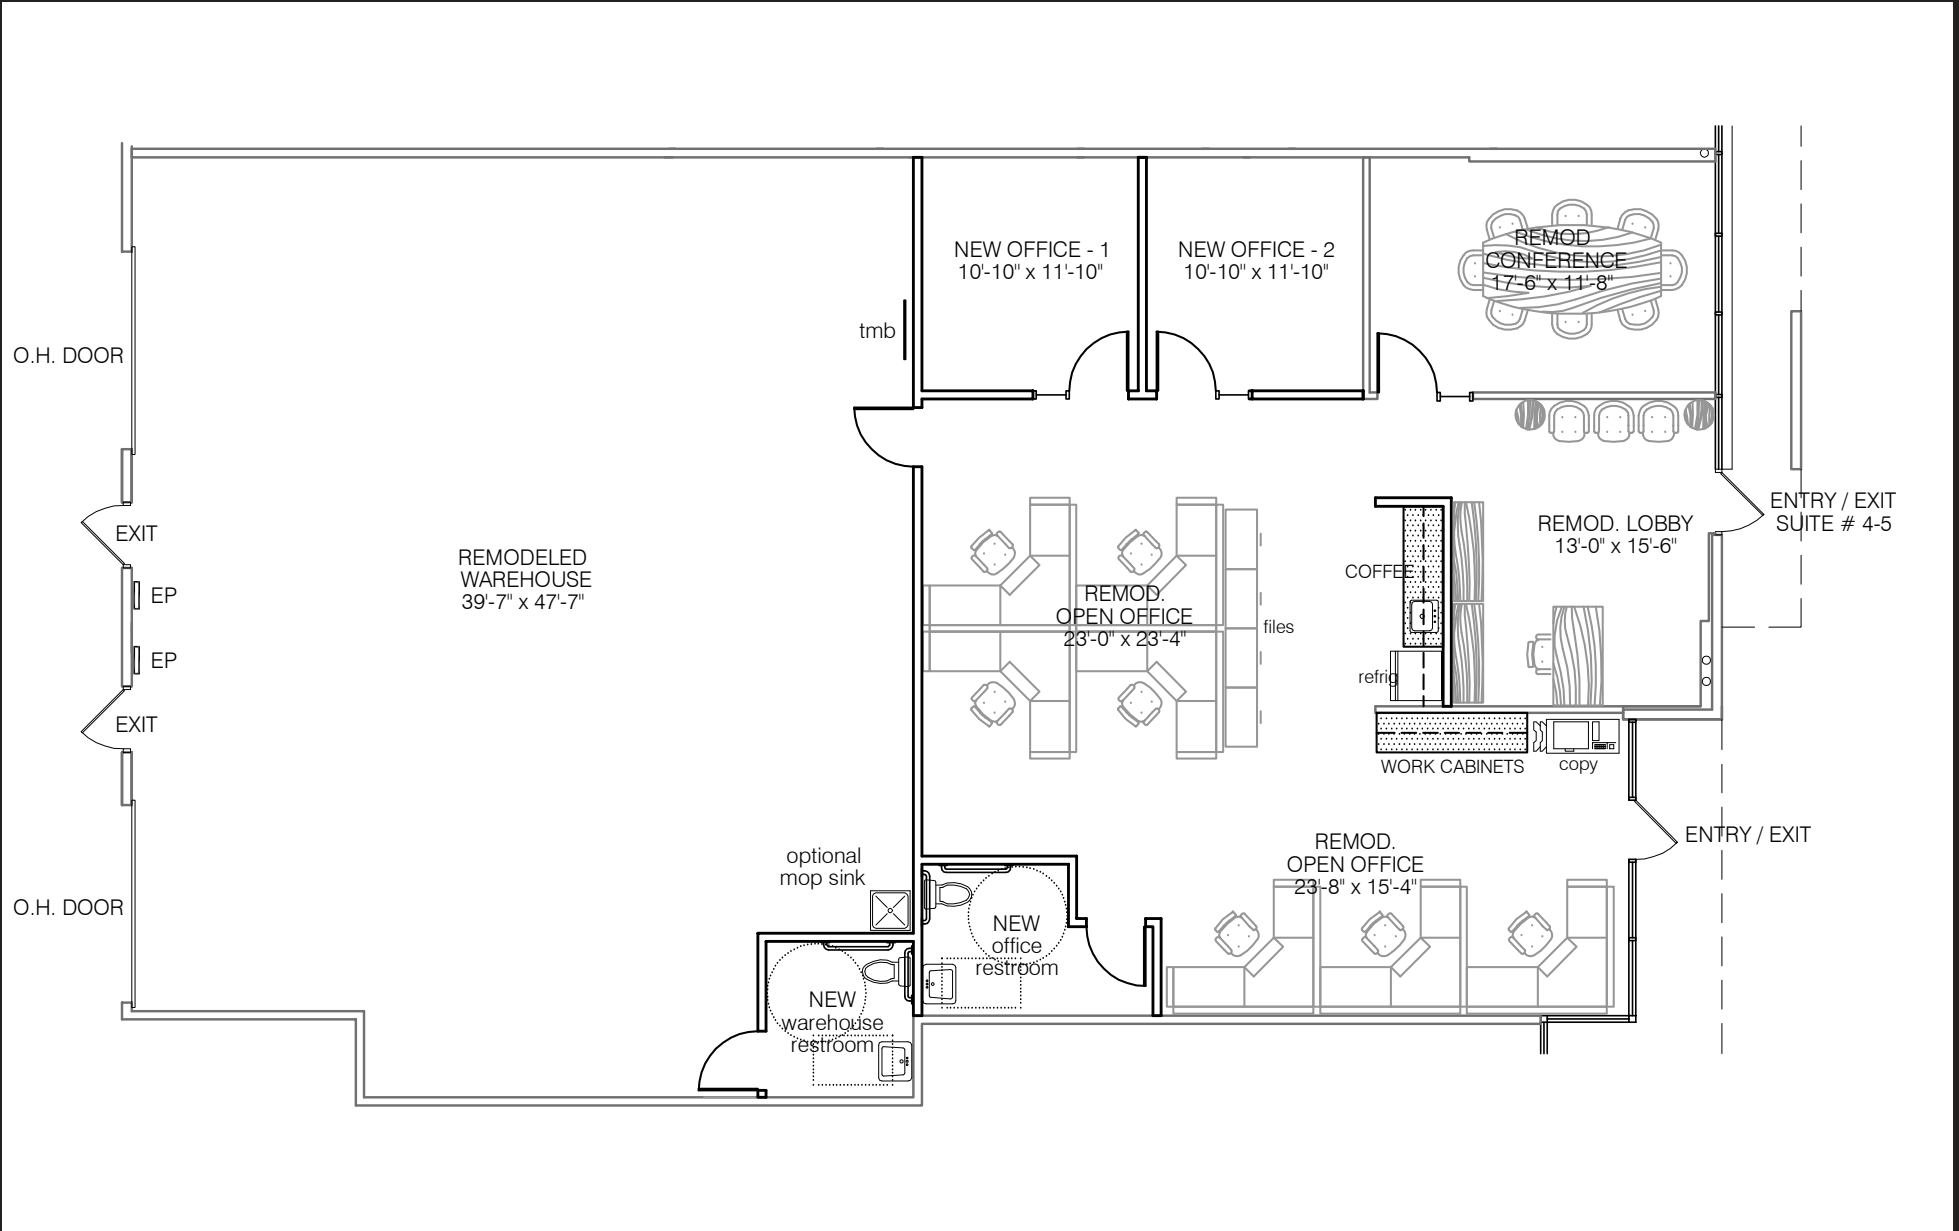 NEW OFFICE - 1
10'-10" x 11'-10"
NEW OFFICE - 2
10'-10" x 11'-10"
REMOD
CONFERENCE
17'-6" x 11'-8"
tmb
O.H. DOOR
EXIT
EP
EP
EXIT
O.H. DOOR
REMODELED
WAREHOUSE
39'-7" x 47'-7"
REMOD.
OPEN OFFICE
23'-0" x 23'-4"
files
COFFEE
refrig
REMOD. LOBBY
13'-0" x 15'-6"
ENTRY / EXIT
SUITE # 4-5
WORK CABINETS
copy
ENTRY / EXIT
REMOD.
OPEN OFFICE
23'-8" x 15'-4"
optional
mop sink
NEW
office
restroom
NEW
warehouse
restroom